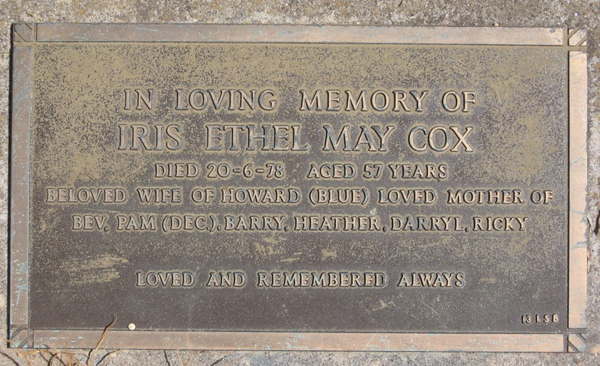 IN LOVING MEMORY OF
IRIS ETHEL MAY COX
DIED 20-6-78 AGED 57 YEARS
BELOVED WIFE OF HOWARD (BLUE) LOVED MOTHER OF
BEV, PAM (DEC.), BARRY, HEATHER, DARRYL, RICKY
LOVED AND REMEMBERED ALWAYS